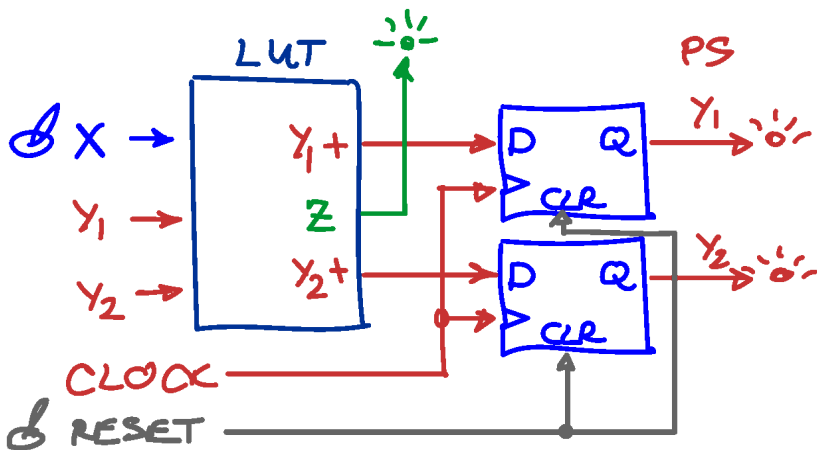 LUT
PS
X
Y1+
D
Q
Y1
CLR
Y1
Z
Y2+
D
Q
Y2
CLR
Y2
CLOCK
RESET